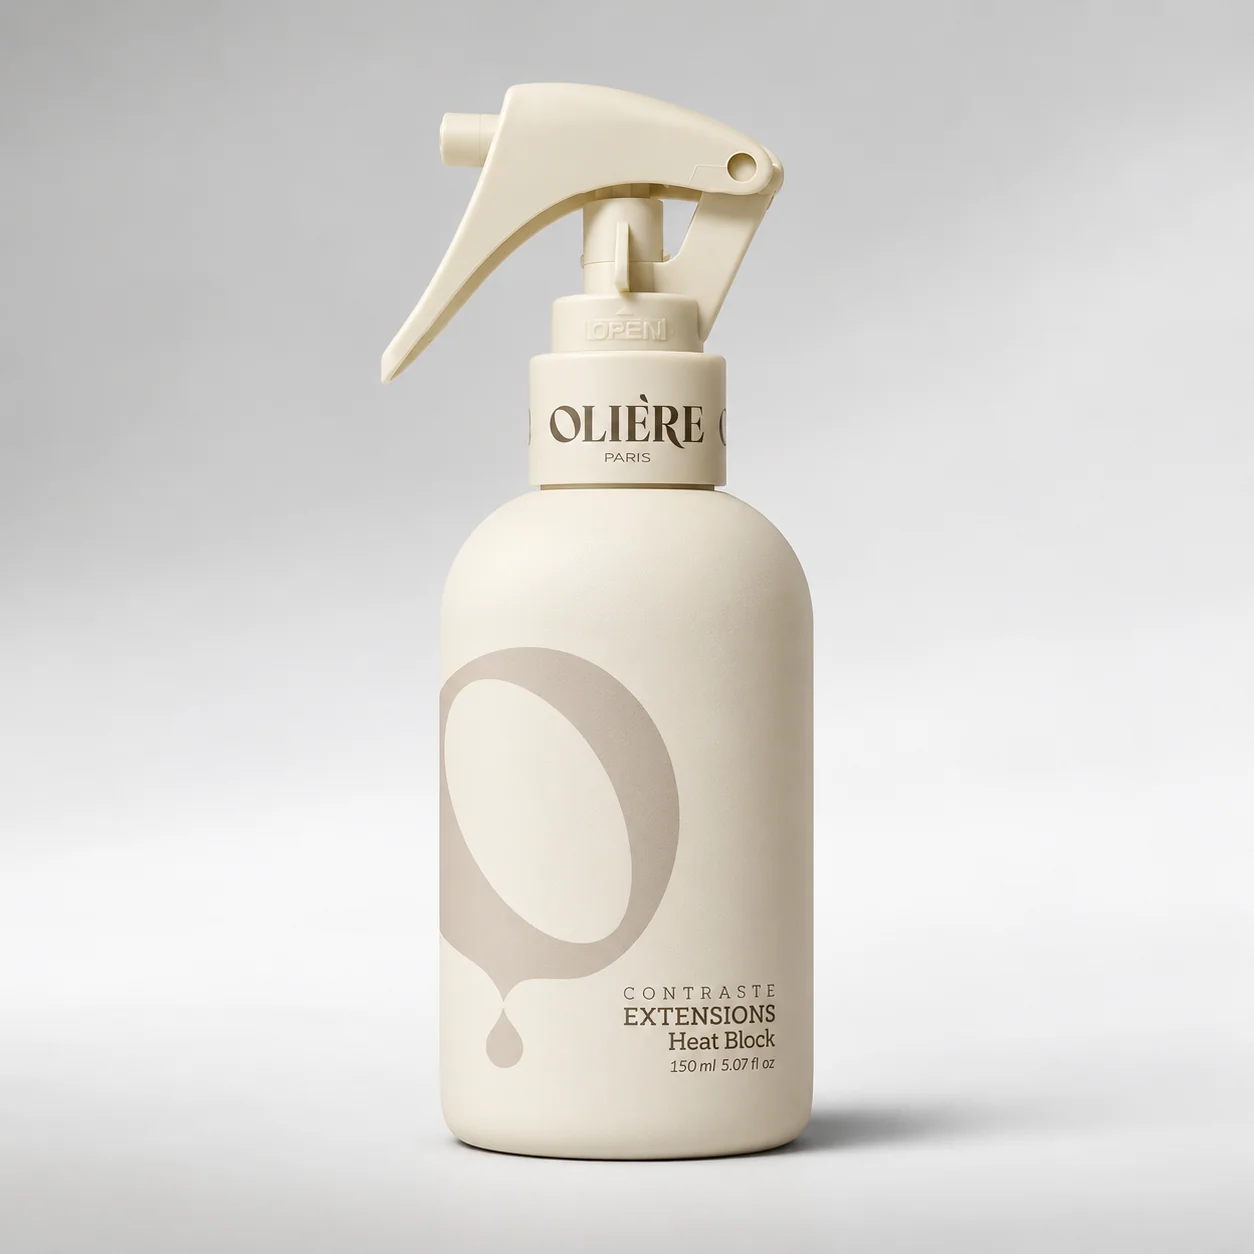 OPEN
OLIÈRE
PARIS
CONTRASTE
EXTENSIONS
Heat Block
150 ml 5.07 fl oz